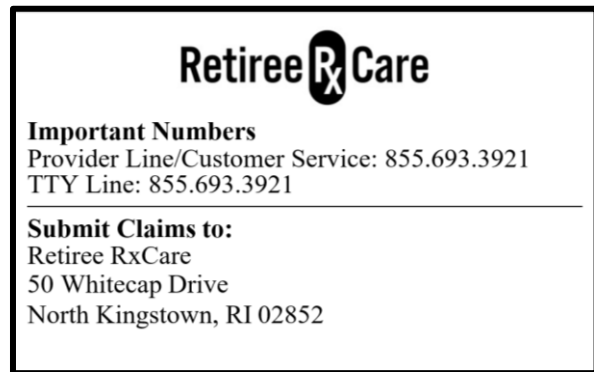 Retiree Rx Care
Important Numbers
Provider Line/Customer Service: 855.693.3921
TTY Line: 855.693.3921
Submit Claims to:
Retiree RxCare
50 Whitecap Drive
North Kingstown, RI 02852